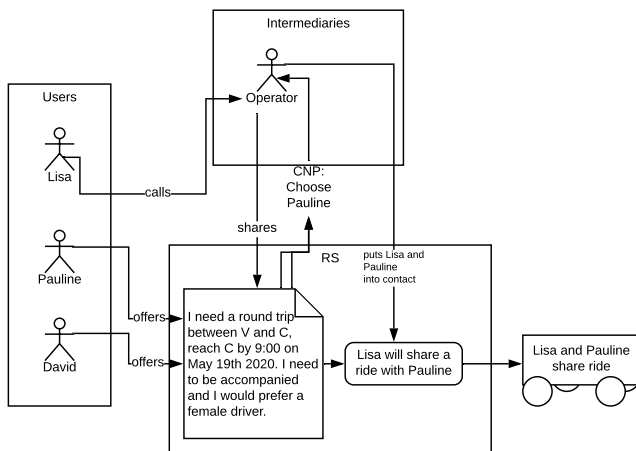 Intermediaries
Users
Operator
Lisa
CNP:
Choose
Pauline
calls
shares
Pauline
RS
puts Lisa and
Pauline
into contact
offers
I need a round trip
between V and C,
reach C by 9:00 on
May 19th 2020. I need
to be accompanied
and I would prefer a
female driver.
David
offers
Lisa will share a
ride with Pauline
Lisa and Pauline
share ride